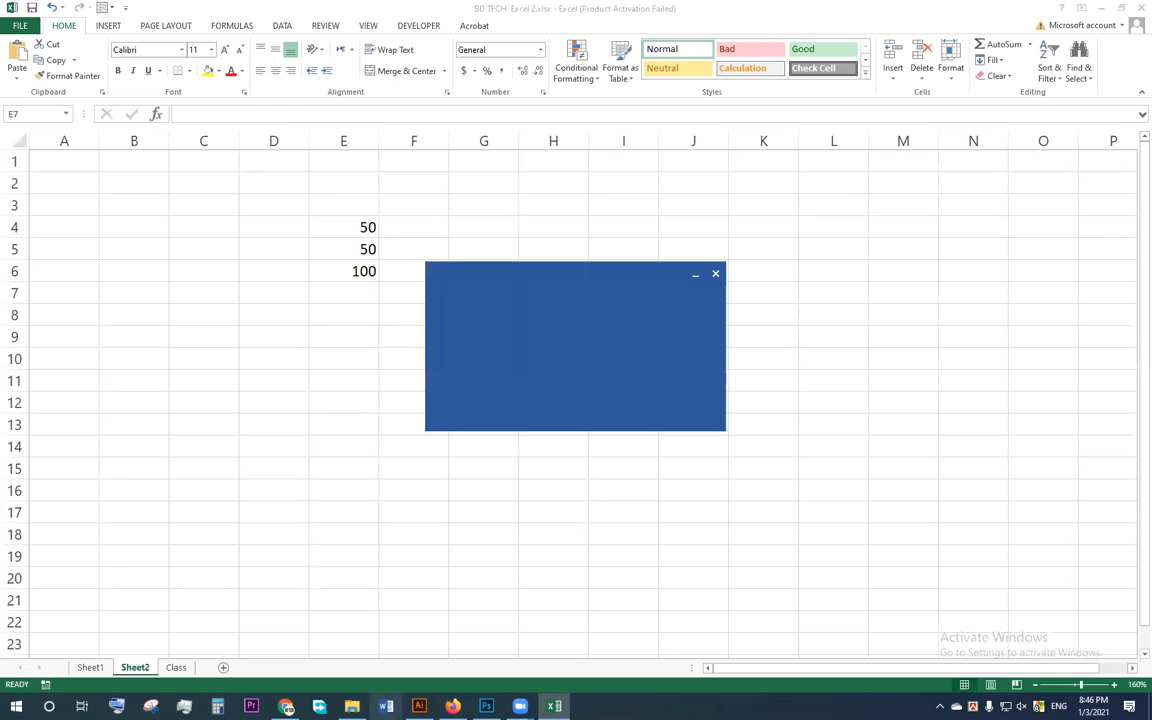 BD TECH Excel 2.xlsx - Excel (Product Activation Failed)
FILE HOME INSERT PAGE LAYOUT FORMULAS DATA REVIEW VIEW DEVELOPER Acrobat Microsoft account
Paste Cut Copy Format Painter
Calibri 11
B I U
Wrap Text
Merge & Center
General
$ % ,
Conditional Formatting
Format as Table
Normal Bad Good
Neutral Calculation Check Cell
Insert Delete Format
AutoSum
Fill
Clear
Sort & Filter
Find & Select
Clipboard Font Alignment Number Styles Cells Editing
E7 fx
A B C D E F G H I J K L M N O P
1
2
3
4 50
5 50
6 100
7
8
9
10
11
12
13
14
15
16
17
18
19
20
21
22
23
Activate Windows
Go to Settings to activate Windows.
Sheet1 Sheet2 Class
READY 160%
ENG
8:46 PM
1/3/2021